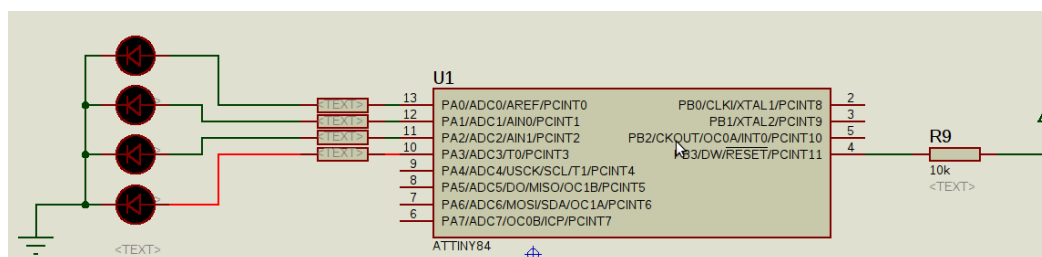 U1
<TEXT> 13 PA0/ADC0/AREF/PCINT0 PB0/CLKI/XTAL1/PCINT8 2
<TEXT> 12 PA1/ADC1/AIN0/PCINT1 PB1/XTAL2/PCINT9 3
<TEXT> 11 PA2/ADC2/AIN1/PCINT2 PB2/CKOUT/OC0A/INT0/PCINT10 5
<TEXT> 10 PA3/ADC3/T0/PCINT3 PB3/DW/RESET/PCINT11 4
9 PA4/ADC4/USCK/SCL/T1/PCINT4
8 PA5/ADC5/DO/MISO/OC1B/PCINT5
7 PA6/ADC6/MOSI/SDA/OC1A/PCINT6
6 PA7/ADC7/OC0B/ICP/PCINT7
ATTINY84
R9
10k
<TEXT>
<TEXT>